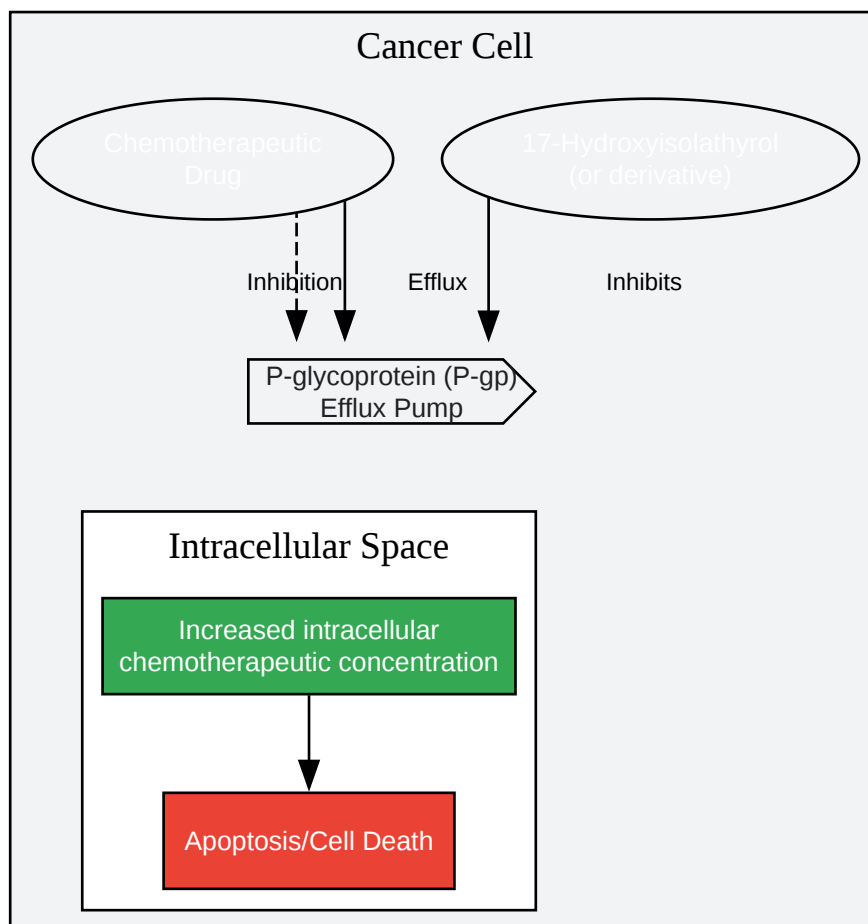 Cancer Cell
Chemotherapeutic
Drug
17-Hydroxyisolathyrol
(or derivative)
Inhibition
Efflux
Inhibits
P-glycoprotein (P-gp)
Efflux Pump
Intracellular Space
Increased intracellular
chemotherapeutic concentration
Apoptosis/Cell Death